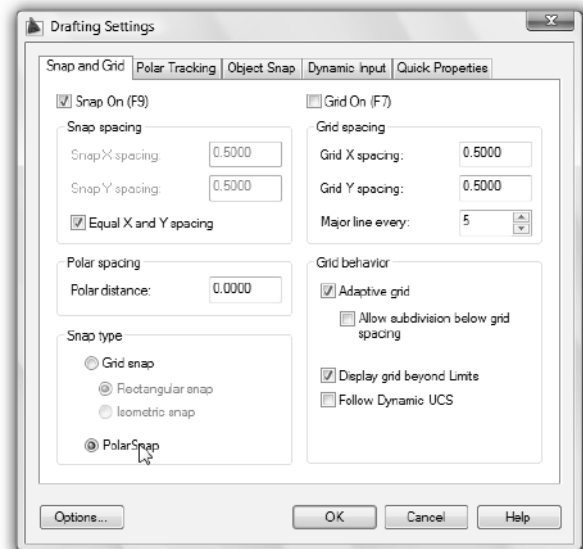 Drafting Settings
Snap and Grid Polar Tracking Object Snap Dynamic Input Quick Properties
Snap On (F9)
Snap spacing
Snap X spacing: 0.5000
Snap Y spacing: 0.5000
Equal X and Y spacing
Polar spacing
Polar distance: 0.0000
Snap type
Grid snap
Rectangular snap
Isometric snap
PolarSnap
Grid On (F7)
Grid spacing
Grid X spacing: 0.5000
Grid Y spacing: 0.5000
Major line every: 5
Grid behavior
Adaptive grid
Allow subdivision below grid
spacing
Display grid beyond Limits
Follow Dynamic UCS
Options... OK Cancel Help